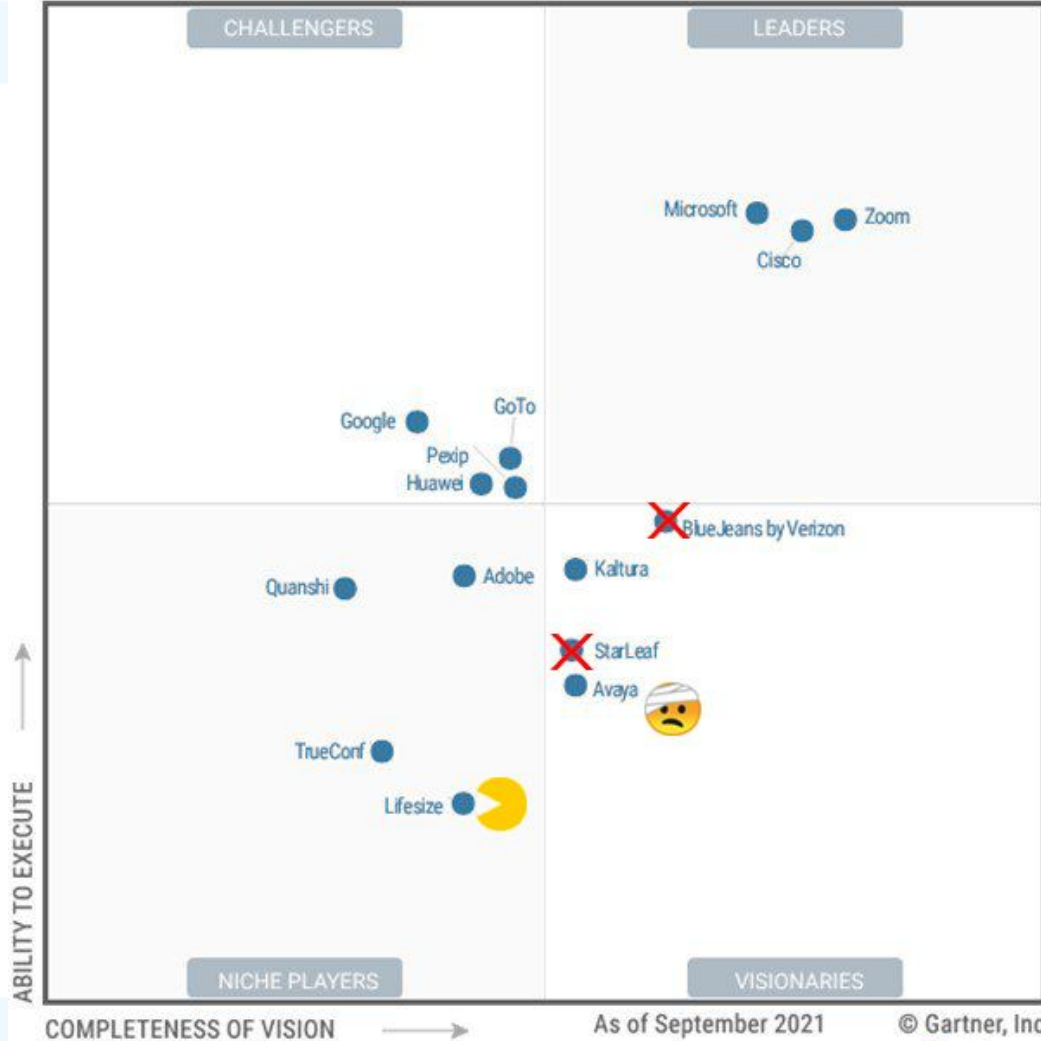 CHALLENGERS
LEADERS
Microsoft
Zoom
Cisco
GoTo
Google
Pexip
Huawei
BlueJeans by Verizon
Kaltura
Adobe
Quanshi
StarLeaf
Avaya
TrueConf
Lifesize
ABILITY TO EXECUTE
NICHE PLAYERS
VISIONARIES
COMPLETENESS OF VISION
As of September 2021
© Gartner, Inc